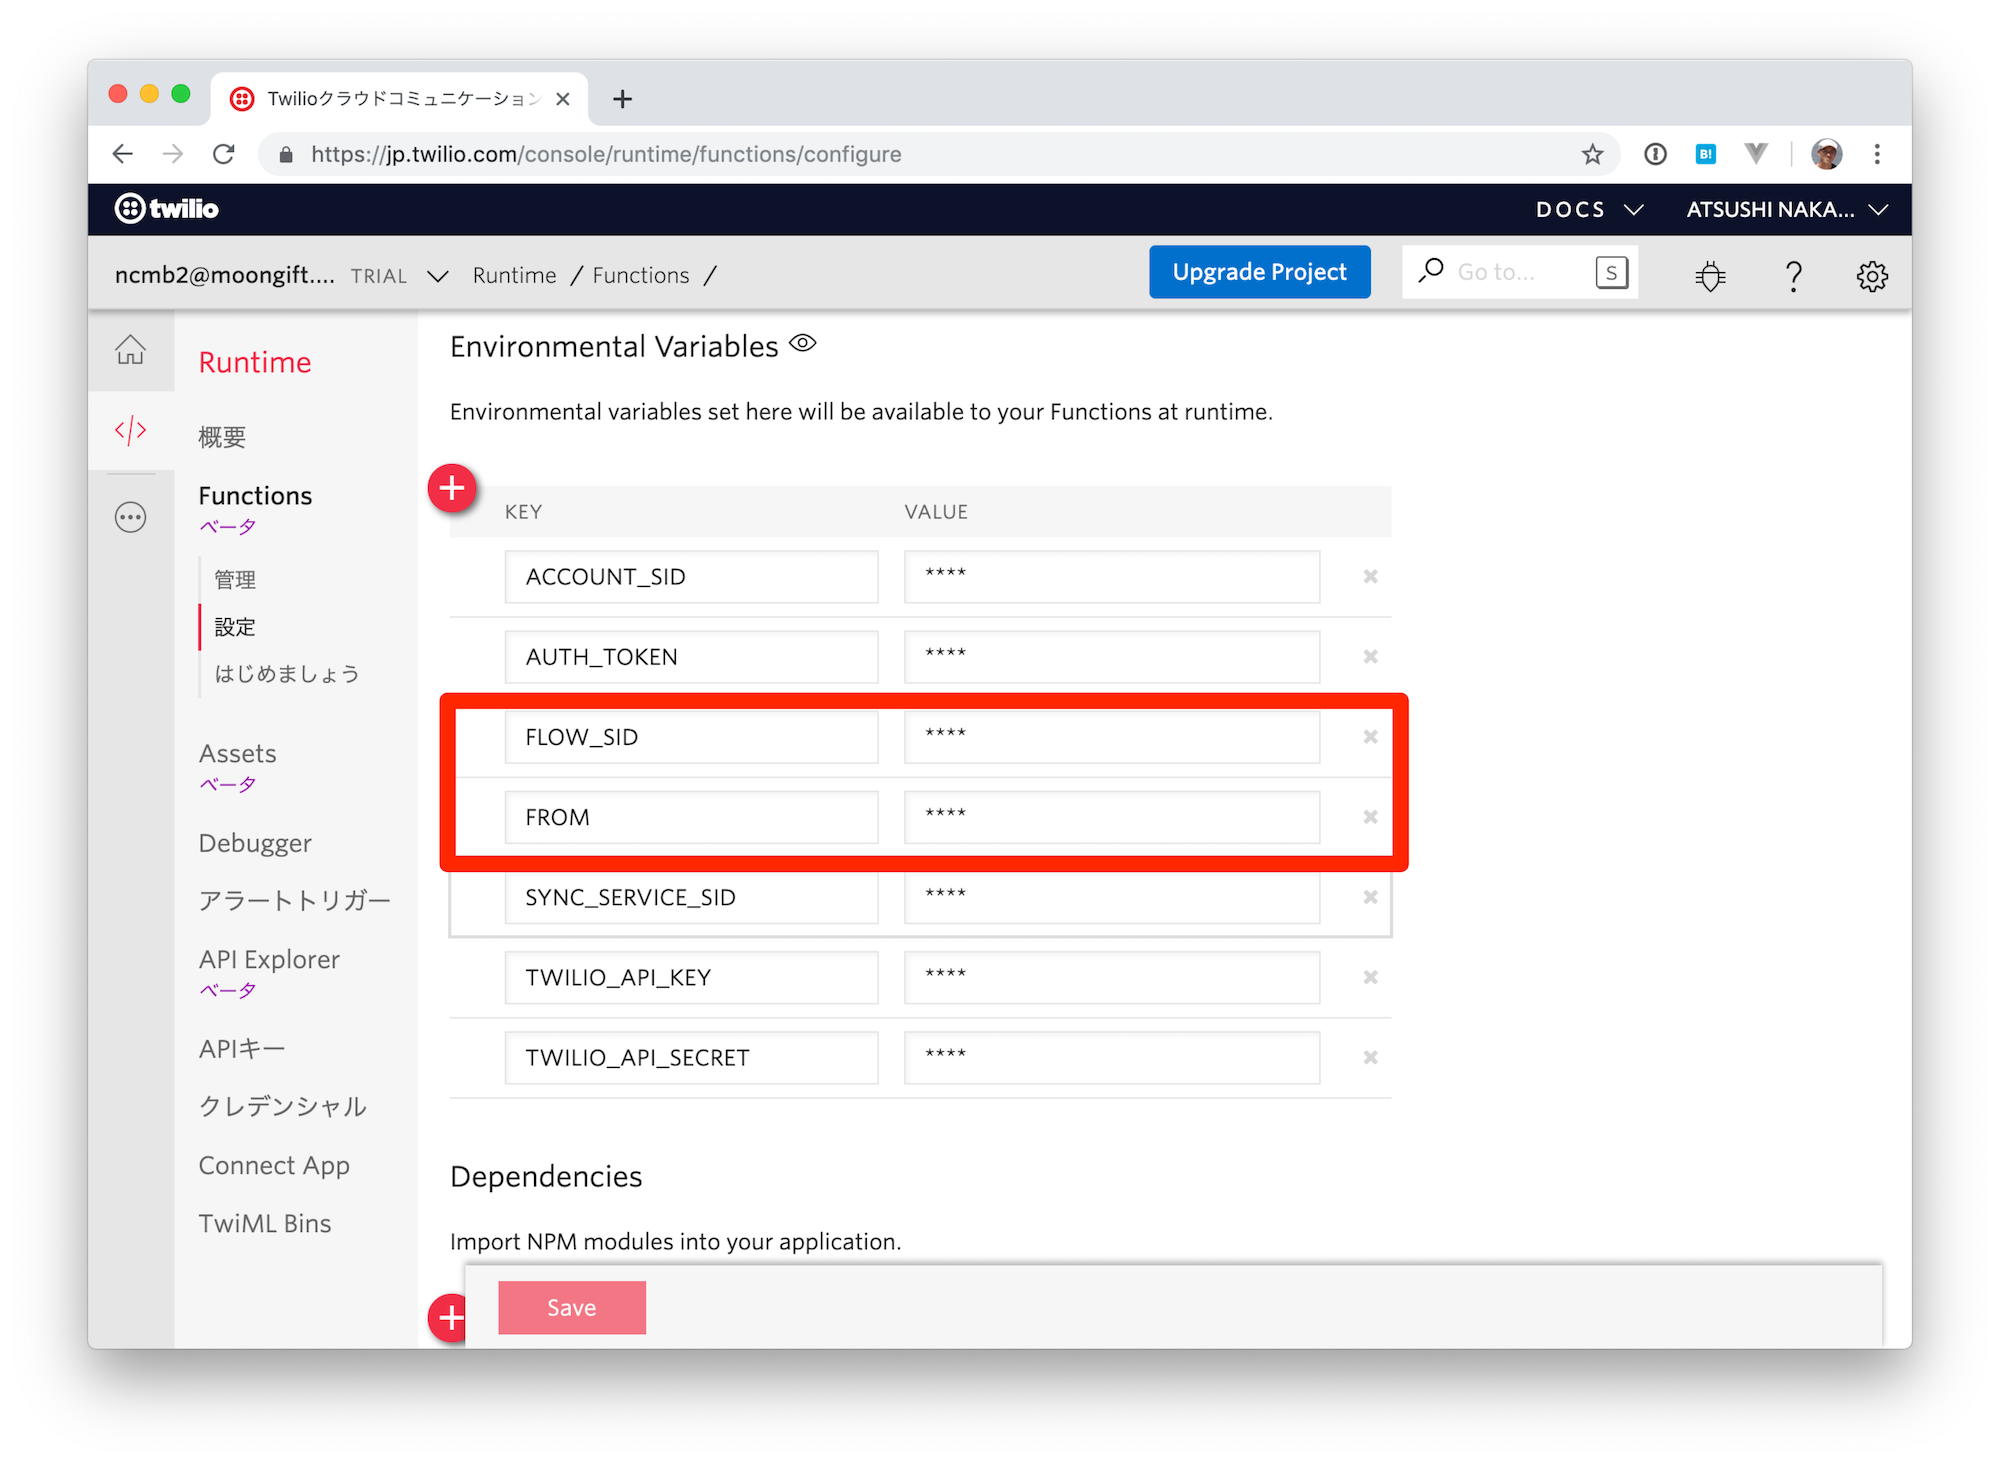 Twilioクラウドコミュニケーション
https://jp.twilio.com/console/runtime/functions/configure
B!
twilio
DOCS
ATSUSHI NAKA...
ncmb2@moongift.... TRIAL
Runtime / Functions /
Upgrade Project
Go to...
S
?
Runtime
概要
Functions
ベータ
管理
設定
はじめましょう
Assets
ベータ
Debugger
アラートトリガー
API Explorer
ベータ
APIキー
クレデンシャル
Connect App
TwiML Bins
Environmental Variables
Environmental variables set here will be available to your Functions at runtime.
KEY VALUE
ACCOUNT_SID ****
AUTH_TOKEN ****
FLOW_SID ****
FROM ****
SYNC_SERVICE_SID ****
TWILIO_API_KEY ****
TWILIO_API_SECRET ****
Dependencies
Import NPM modules into your application.
Save